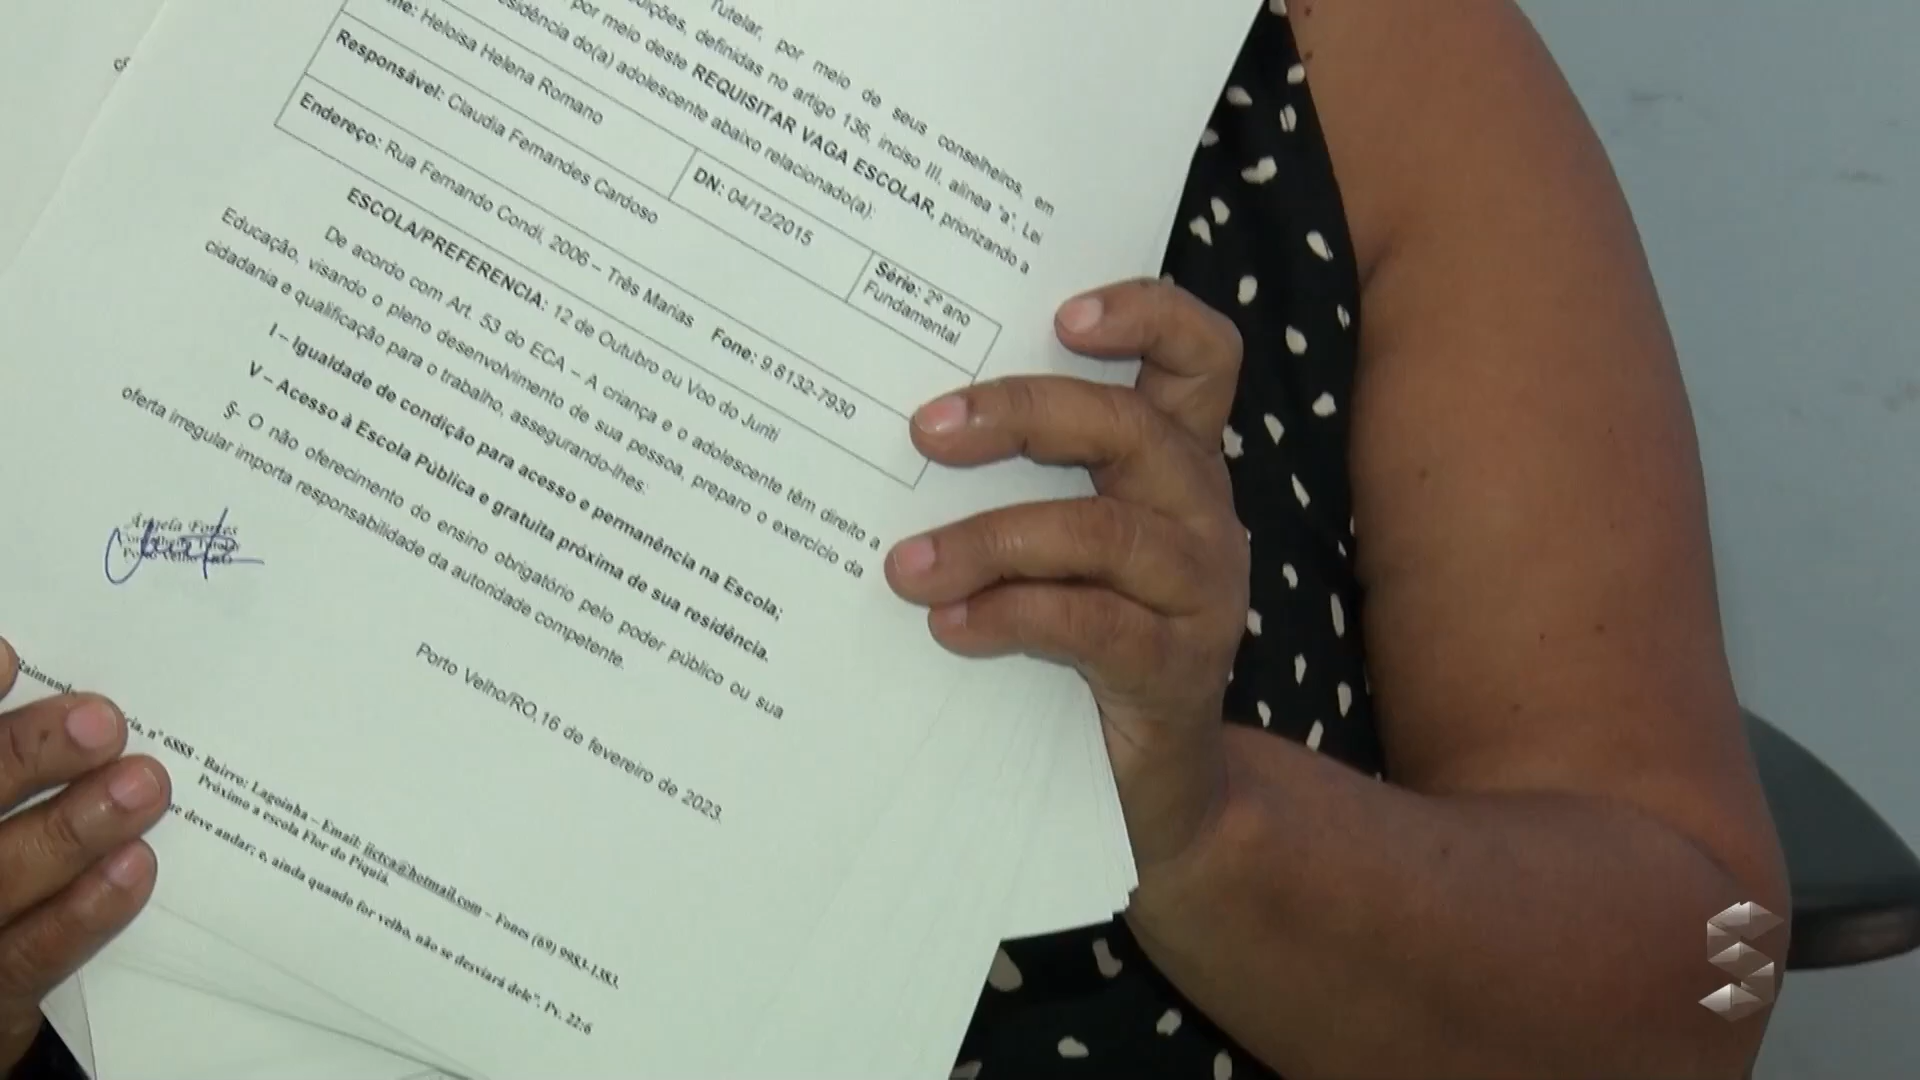 Tutelar, por meio de seus conselheiros, em
definidas no artigo 136, inciso III, alínea "a", Lei
por meio deste REQUISITAR VAGA ESCOLAR, priorizando a
do(a) adolescente abaixo relacionado(a):
Heloisa Helena Romano
DN: 04/12/2015
Série: 2º ano
Fundamental
Responsável: Claudia Fernandes Cardoso
Endereço: Rua Fernando Condi, 2006 – Três Marias Fone: 9.8132-7930
ESCOLA/PREFERENCIA: 12 de Outubro ou Voo do Juriti
De acordo com Art. 53 do ECA – A criança e o adolescente têm direito a
Educação, visando o pleno desenvolvimento de sua pessoa, preparo o exercício da
cidadania e qualificação para o trabalho, assegurando-lhes:
I – Igualdade de condição para acesso e permanência na Escola;
V – Acesso à Escola Pública e gratuita próxima de sua residência.
§- O não oferecimento do ensino obrigatório pelo poder público ou sua
oferta irregular importa responsabilidade da autoridade competente.
Angela Fortes
Porto Velho/RO,16 de fevereiro de 2023.
nº 6888 - Bairro: Lagoinha – Email: – Fones (69) 9983-1383,
Próximo a escola Flor do Piquiá.
deve andar; e, ainda quando for velho, não se desviará dele". Pv. 22:6